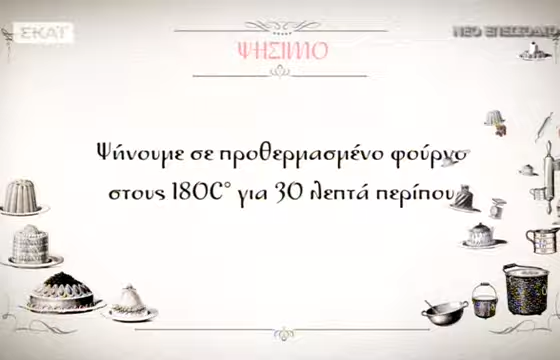 ΣΚΑΪ
ΝΕΟ ΕΠΕΙΣΟΔΙΟ
ΨΗΣΙΜΟ
Ψήνουμε σε προθερμασμένο φούρνο
στους 180C° για 30 λεπτά περίπου